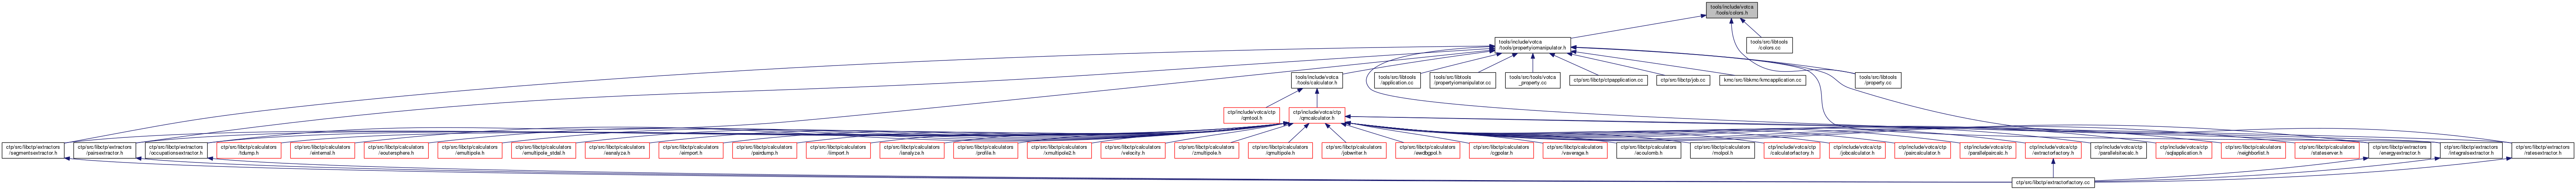 tools/include/votca
/tools/colors.h
tools/include/votca
/tools/propertyiomanipulator.h
tools/src/libtools
/colors.cc
tools/include/votca
/tools/calculator.h
tools/src/libtools
/application.cc
tools/src/libtools
/propertyiomanipulator.cc
tools/src/tools/votca
_property.cc
ctp/src/libctp/ctpapplication.cc
ctp/src/libctp/job.cc
kmc/src/libkmc/kmcapplication.cc
tools/src/libtools
/property.cc
ctp/include/votca/ctp
/qmtool.h
ctp/include/votca/ctp
/qmcalculator.h
ctp/src/libctp/extractors
/segmentsextractor.h
ctp/src/libctp/extractors
/pairsextractor.h
ctp/src/libctp/extractors
/occupationsextractor.h
ctp/src/libctp/calculators
/tdump.h
ctp/src/libctp/calculators
/einternal.h
ctp/src/libctp/calculators
/eoutersphere.h
ctp/src/libctp/calculators
/emultipole.h
ctp/src/libctp/calculators
/emultipole_stdal.h
ctp/src/libctp/calculators
/eanalyze.h
ctp/src/libctp/calculators
/eimport.h
ctp/src/libctp/calculators
/pairdump.h
ctp/src/libctp/calculators
/iimport.h
ctp/src/libctp/calculators
/ianalyze.h
ctp/src/libctp/calculators
/profile.h
ctp/src/libctp/calculators
/xmultipole2.h
ctp/src/libctp/calculators
/velocity.h
ctp/src/libctp/calculators
/zmultipole.h
ctp/src/libctp/calculators
/qmultipole.h
ctp/src/libctp/calculators
/jobwriter.h
ctp/src/libctp/calculators
/ewdbgpol.h
ctp/src/libctp/calculators
/cgpolar.h
ctp/src/libctp/calculators
/vaverage.h
ctp/src/libctp/calculators
/ecoulomb.h
ctp/src/libctp/calculators
/molpol.h
ctp/include/votca/ctp
/calculatorfactory.h
ctp/include/votca/ctp
/jobcalculator.h
ctp/include/votca/ctp
/paircalculator.h
ctp/include/votca/ctp
/parallelpaircalc.h
ctp/include/votca/ctp
/extractorfactory.h
ctp/include/votca/ctp
/parallelsitecalc.h
ctp/include/votca/ctp
/sqlapplication.h
ctp/src/libctp/calculators
/neighborlist.h
ctp/src/libctp/calculators
/stateserver.h
ctp/src/libctp/extractors
/energyextractor.h
ctp/src/libctp/extractors
/integralsextractor.h
ctp/src/libctp/extractors
/ratesextractor.h
ctp/src/libctp/extractorfactory.cc